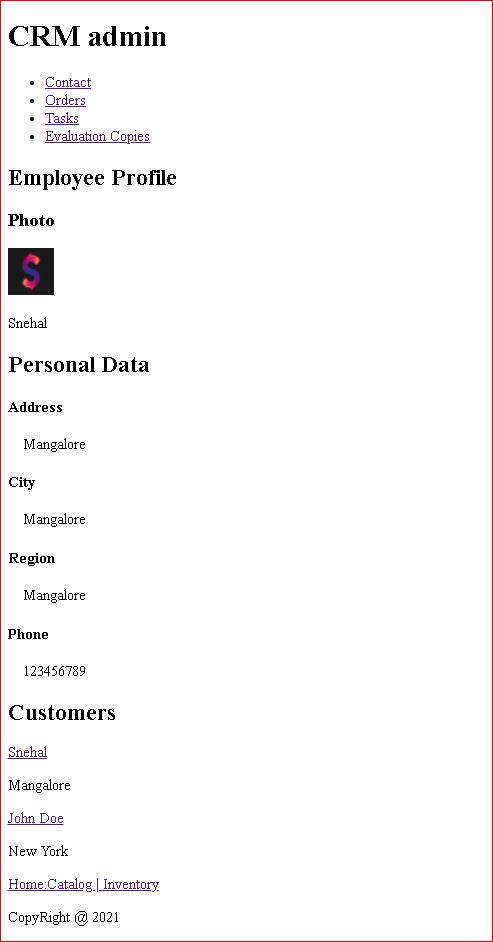 CRM admin
Contact
Orders
Tasks
Evaluation Copies
Employee Profile
Photo
S
Snehal
Personal Data
Address
Mangalore
City
Mangalore
Region
Mangalore
Phone
123456789
Customers
Snehal
Mangalore
John Doe
New York
Home:Catalog | Inventory
CopyRight @ 2021